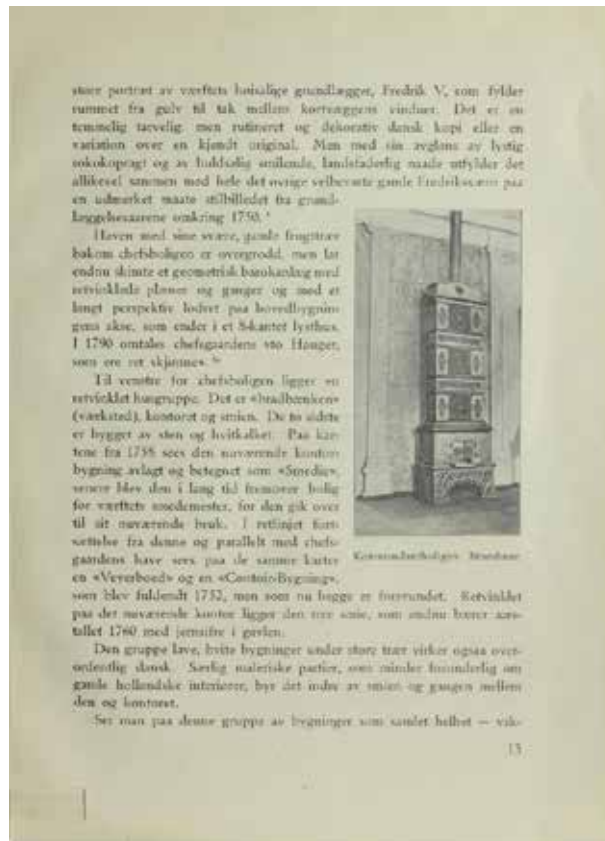 store portræt av værftets høisalige grundlægger, Fredrik V, som fylder
rummet fra gulv til tak mellem kortvæggens vinduer. Det er en
temmelig tarvelig, men rutineret og dekorativ dansk kopi eller en
variation over en kjendt original. Men med sin avglans av lystig
rokokopragt og av huldsalig smilende, landsfaderlig naade utfylder det
allikevel sammen med hele det øvrige velbevarte gamle Fredriksværn paa
en utmerket maate stilbilledet fra grund-
læggelsesaarene omkring 1750.
Haven med sine svære, gamle frugttrær
bakom chefsboligen er overgrodd, men lar
endnu skimte et geometrisk barokanlæg med
retvinklede plæner og ganger og med et
langt perspektiv lodret paa hovedbygnin-
gens akse, som ender i et 8-kantet lysthus.
I 1790 omtales chefsgaardens «to Hauger,
som ere ret skjønne».
Til venstre for chefsboligen ligger en
retvinklet husgruppe. Det er «bradbænken»
(værksted), kontoret og smien. De to sidste
er bygget av sten og hvitkalket. Paa kar-
tene fra 1758 sees den nuværende kontor-
bygning avlagt og betegnet som «Smedie»,
senere blev den i lang tid fremover bolig
for værftets smedemester, før den gik over
til sit nuværende bruk. I retlinjet fort-
sættelse fra denne og parallelt med chefs-
gaardens have sees paa de samme karter
en «Veverboed» og en «Contoir-Bygning»,
Kommandantboligen
som blev fuldendt 1752, men som nu begge er forsvundet. Retvinklet
paa det nuværende kontor ligger den nye smie, som endnu bærer aars-
tallet 1760 med jernsifre i gavlen.
Den gruppe lave, hvite bygninger under store trær virker ogsaa over-
ordentlig dansk. Særlig maleriske partier, som minder forunderlig om
gamle hollandske interiører, byr det indre av smien og gangen mellem
den og kontoret.
Ser man paa denne gruppe av bygninger som samlet helhet — vak-
15